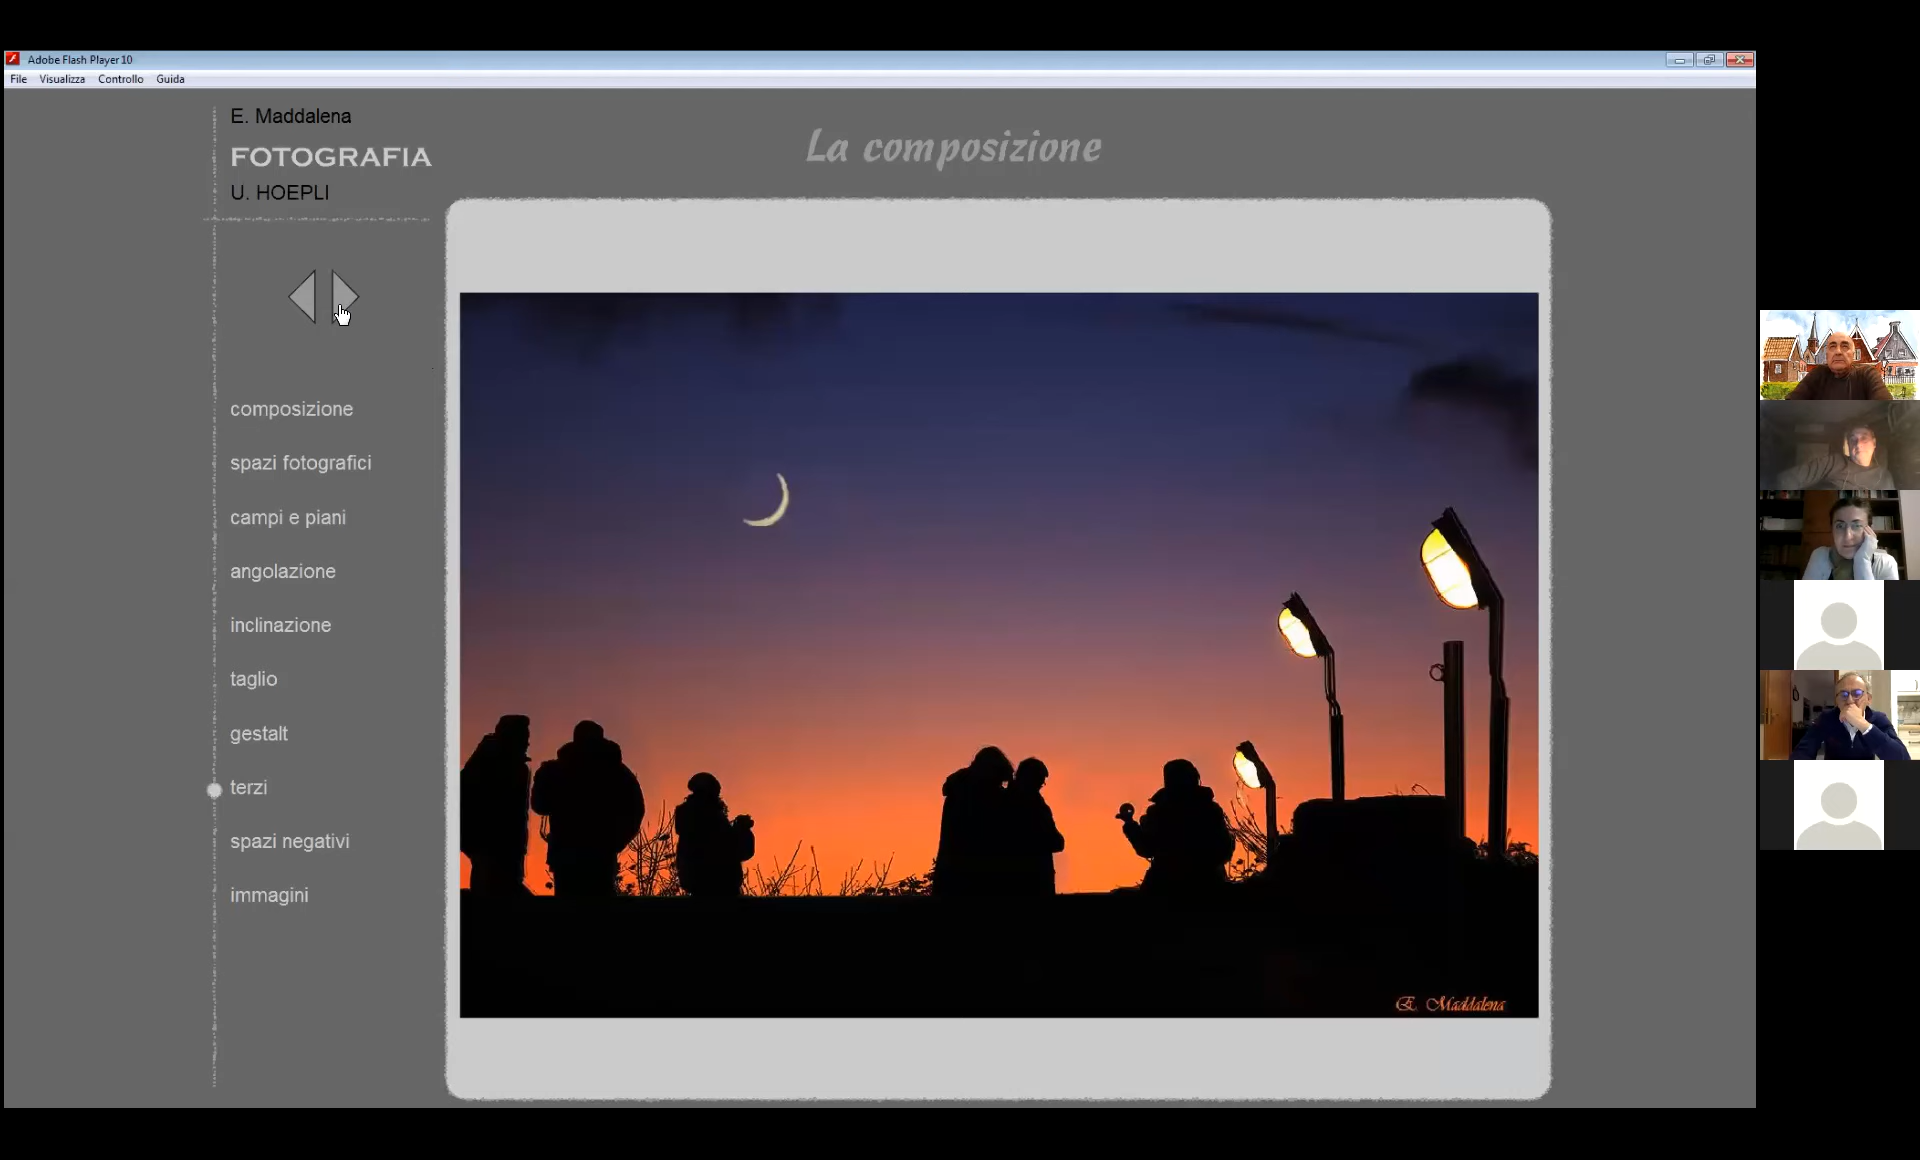 Adobe Flash Player 10
File Visualizza Controllo Guida
E. Maddalena
FOTOGRAFIA
U. HOEPLI
La composizione
composizione
spazi fotografici
campi e piani
angolazione
inclinazione
taglio
gestalt
terzi
spazi negativi
immagini
E. Maddalena